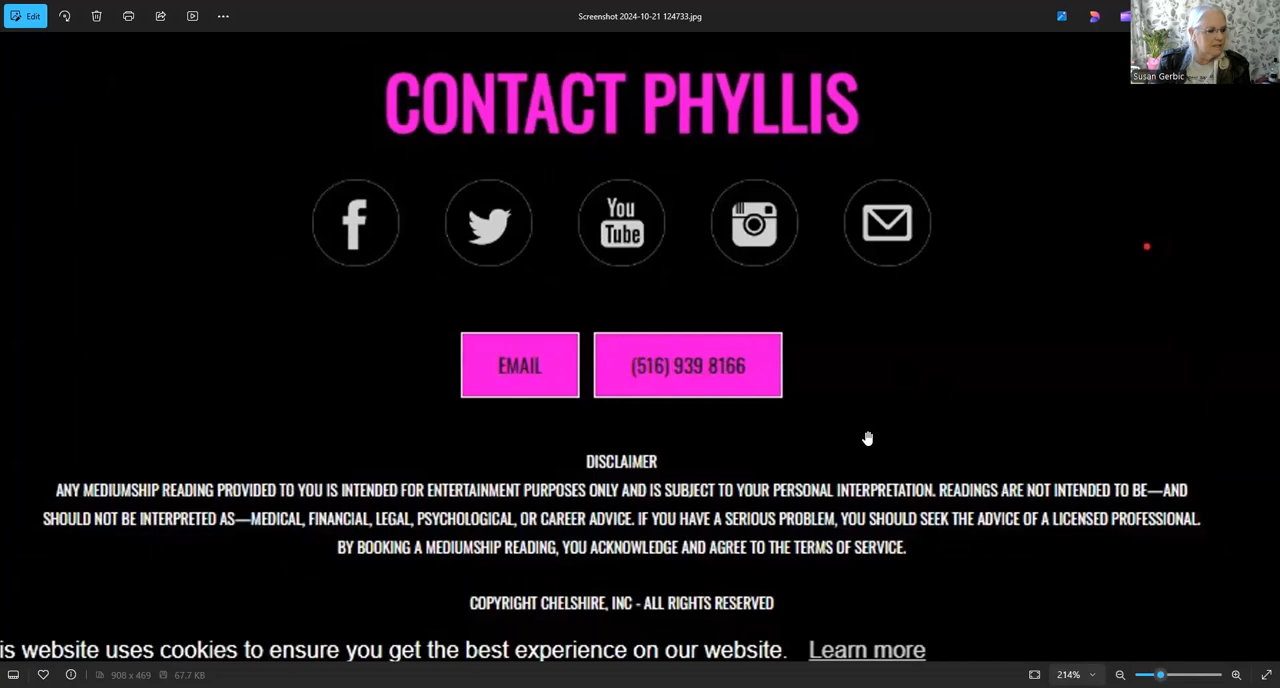 Edit
Screenshot 2024-10-21 124733.jpg
Susan Gerbic
CONTACT PHYLLIS
You
Tube
EMAIL
(516) 939 8166
DISCLAIMER
ANY MEDIUMSHIP READING PROVIDED TO YOU IS INTENDED FOR ENTERTAINMENT PURPOSES ONLY AND IS SUBJECT TO YOUR PERSONAL INTERPRETATION. READINGS ARE NOT INTENDED TO BE—AND
SHOULD NOT BE INTERPRETED AS—MEDICAL, FINANCIAL, LEGAL, PSYCHOLOGICAL, OR CAREER ADVICE. IF YOU HAVE A SERIOUS PROBLEM, YOU SHOULD SEEK THE ADVICE OF A LICENSED PROFESSIONAL.
BY BOOKING A MEDIUMSHIP READING, YOU ACKNOWLEDGE AND AGREE TO THE TERMS OF SERVICE.
COPYRIGHT CHELSHIRE, INC - ALL RIGHTS RESERVED
is website uses cookies to ensure you get the best experience on our website. Learn more
908 x 469 67.7 KB 214%